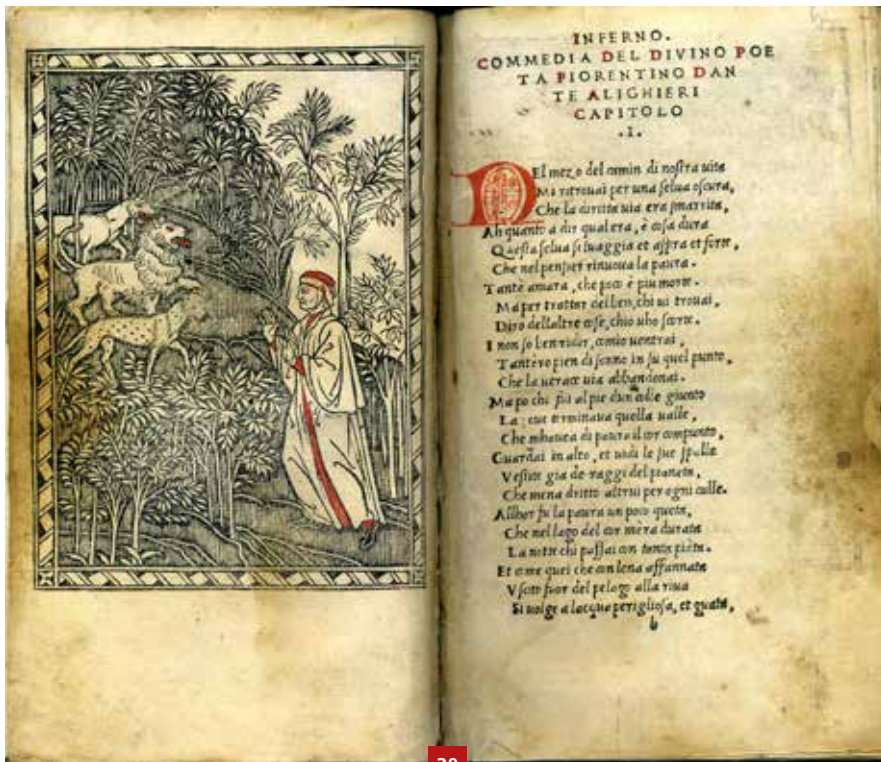 INFERNO.
COMMEDIA DEL DIVINO POE
TA FIORENTINO DAN
TE ALIGHIERI
CAPITOLO
.I.
NEl mezo del camin di nostra uita
Mi ritrouai per una selua oscura,
Che la diritta uia era smarrita,
Ah quanto a dir qual era, è cosa dura
Questa selua seluaggia et aspra et forte,
Che nel pensier rinuoua la paura.
Tant'è amara, che poco è piu morte.
Ma per trattar del ben, ch'i ui trouai,
Dirò dell'altre cose, ch'io u'ho scorte.
I non so ben ridir, com'io u'entrai,
Tant'ero pien di sonno in su quel punto,
Che la uerace uia abbandonai.
Ma po ch'i fui al pie d'un colle giunto
La, oue terminaua quella ualle,
Che m'hauea di paura il cor compunto,
Guardai in alto, et uidi le sue spalle
Vestite gia de raggi del pianeta,
Che mena dritto altrui per ogni calle.
Allhor fu la paura un poco queta,
Che nel lago del cor m'era durata
La notte ch'i passai con tanta pièta.
Et come quei che con lena affannata
Vscito fuor del pelago alla riua
Si uolge a l'acqua perigliosa, et guata,
b